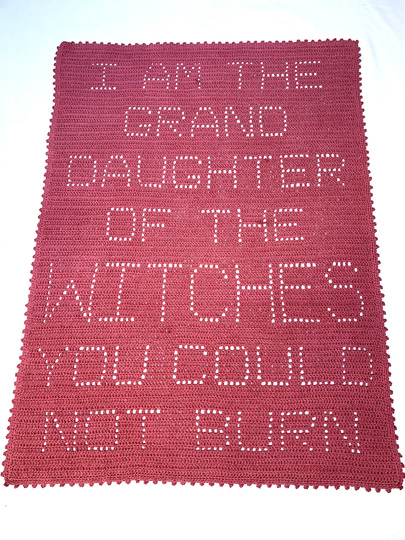 I AM THE
GRAND
DAUGHTER
OF THE
WITCHES
YOU COULD
NOT BURN